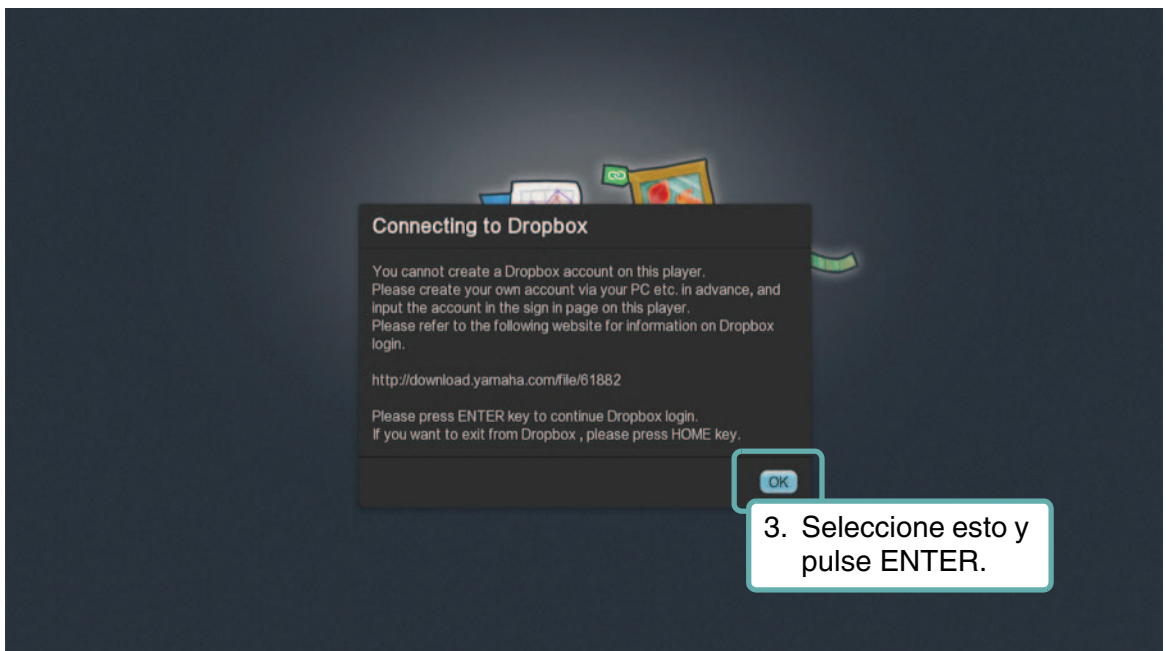 Connecting to Dropbox
You cannot create a Dropbox account on this player.
Please create your own account via your PC etc. in advance, and
input the account in the sign in page on this player.
Please refer to the following website for information on Dropbox
login.
http://download.yamaha.com/file/61882
Please press ENTER key to continue Dropbox login.
If you want to exit from Dropbox , please press HOME key.
OK
3. Seleccione esto y
pulse ENTER.